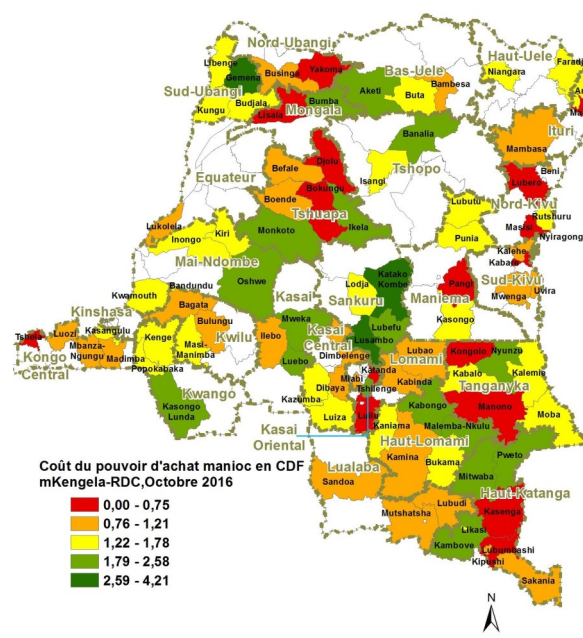 Nord-Ubangi
Haut-Uele
Libenge
Gemena
Businga
Yakoma
Bas-Uele
Bambesa
Niangara
Faradj
Sud-Ubangi
Aketi
Buta
Kungu
Budjala
Lisala
Bumba
Mongala
Banalia
Ituri
Mambasa
Equateur
Befale
Djolu
Isangi
Tshopo
Beni
Boende
Bokungu
Lubero
Tshuapa
Lubutu
Nord-Kivu
Rutshuru
Lukolela
Inongo
Kiri
Monkoto
Ikela
Punia
Masisi
Nyiragongo
Mai-Ndombe
Kalehe
Kabare
Oshwe
Kasai
Lodja
Katako
Kombe
Pangi
Sud-Kivu
Kwamouth
Bandundu
Sankuru
Maniema
Mwenga
Uvira
Kinshasa
Bagata
Mweka
Kasai
Central
Lubefu
Kasongo
Kasangulu
Bulungu
Lusambo
Tshela
Luozi
Kenge
Kwilu
Ilebo
Dimbelenge
Lomami
Lubao
Kongolo
Nyunzu
Mbanza-
Ngungu
Madimba
Masi-
Manimba
Luebo
Miabi
Katanda
Kongo
Central
Popokabaka
Dibaya
Tshilenge
Kabinda
Kabalo
Kalemie
Tanganyka
Kwango
Kazumba
Luiza
Luilu
Kabongo
Manono
Kasongo
Lunda
Kaniama
Malemba-Nkulu
Moba
Kasai
Oriental
Haut-Lomami
Kamina
Bukama
Pweto
Mitwaba
Lualaba
Sandoa
Haut-Katanga
Lubudi
Kasenga
Mutshatsha
Likasi
Kambove
Lubumbashi
Kipushi
Sakania
Coût du pouvoir d'achat manioc en CDF
mKengela-RDC,Octobre 2016
0,00 - 0,75
0,76 - 1,21
1,22 - 1,78
1,79 - 2,58
2,59 - 4,21
N